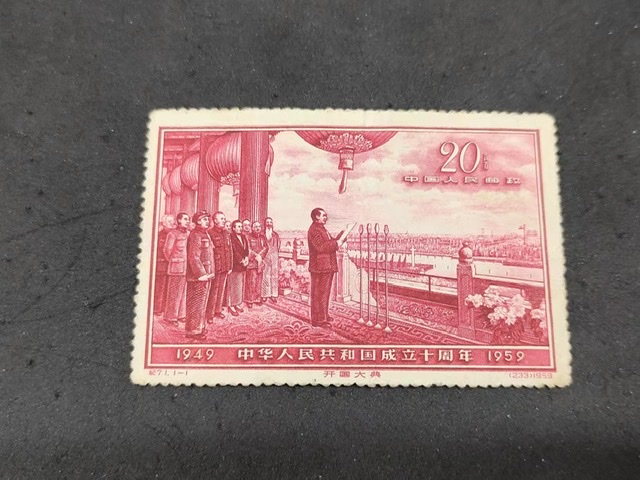 20分
中国人民邮政
1949 中华人民共和国成立十周年 1959
纪71.1-1 开国大典 (233)1959